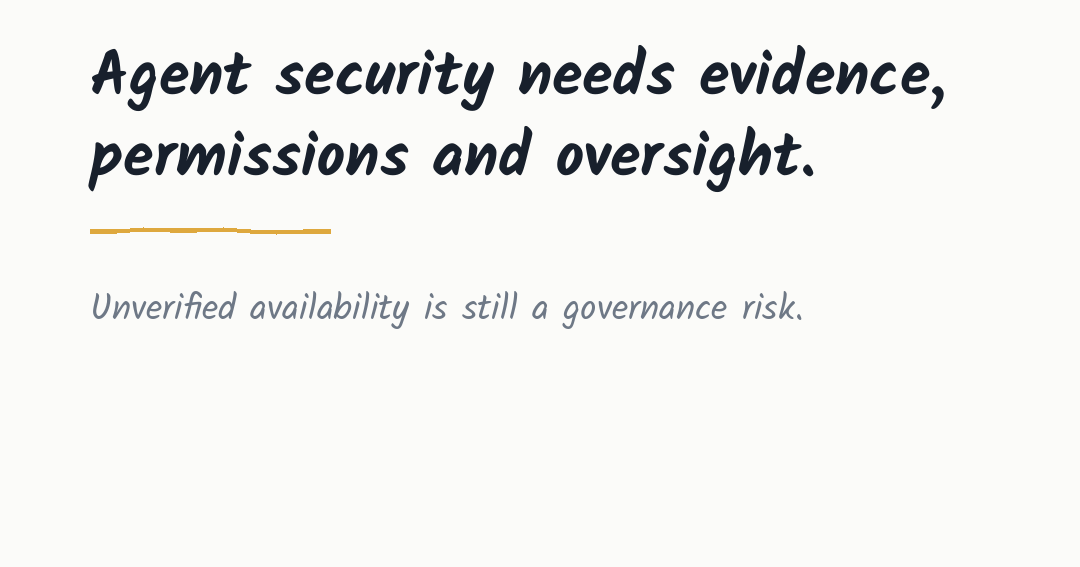 Agent security needs evidence,
permissions and oversight.
Unverified availability is still a governance risk.